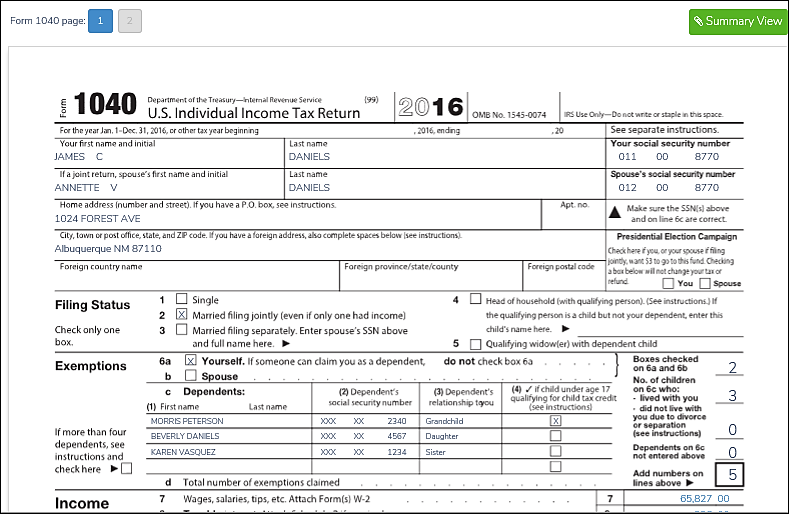 Form 1040 page: 1 2
Summary View
Form 1040 Department of the Treasury—Internal Revenue Service (99)
U.S. Individual Income Tax Return 2016 OMB No. 1545-0074 IRS Use Only—Do not write or staple in this space.
For the year Jan. 1–Dec. 31, 2016, or other tax year beginning , 2016, ending , 20 See separate instructions.
Your first name and initial Last name Your social security number
JAMES C DANIELS 011 00 8770
If a joint return, spouse's first name and initial Last name Spouse's social security number
ANNETTE V DANIELS 012 00 8770
Home address (number and street). If you have a P.O. box, see instructions. Apt. no.
1024 FOREST AVE
▲ Make sure the SSN(s) above
and on line 6c are correct.
City, town or post office, state, and ZIP code. If you have a foreign address, also complete spaces below (see instructions).
Albuquerque NM 87110
Foreign country name Foreign province/state/county Foreign postal code
Presidential Election Campaign
Check here if you, or your spouse if filing
jointly, want $3 to go to this fund. Checking
a box below will not change your tax or
refund. You Spouse
Filing Status
Check only one
box.
1 Single
2 X Married filing jointly (even if only one had income)
3 Married filing separately. Enter spouse's SSN above
and full name here. ▶
4 Head of household (with qualifying person). (See instructions.) If
the qualifying person is a child but not your dependent, enter this
child's name here. ▶
5 Qualifying widow(er) with dependent child
Exemptions
6a X Yourself. If someone can claim you as a dependent, do not check box 6a . . . . .
b Spouse . . . . . . . . . . . . . . . . . . . . .
c Dependents:
(1) First name Last name
(2) Dependent's
social security number
(3) Dependent's
relationship to you
(4) ✓ if child under age 17
qualifying for child tax credit
(see instructions)
MORRIS PETERSON XXX XX 2340 Grandchild X
BEVERLY DANIELS XXX XX 4567 Daughter
KAREN VASQUEZ XXX XX 1234 Sister
If more than four
dependents, see
instructions and
check here ▶
d Total number of exemptions claimed . . . . . . . . . . . . .
Boxes checked
on 6a and 6b 2
No. of children
on 6c who:
- lived with you 3
- did not live with
you due to divorce
or separation
(see instructions) 0
Dependents on 6c
not entered above 0
Add numbers on
lines above ▶ 5
Income
7 Wages, salaries, tips, etc. Attach Form(s) W-2 . . . . . . . . . . 7 65,827 00